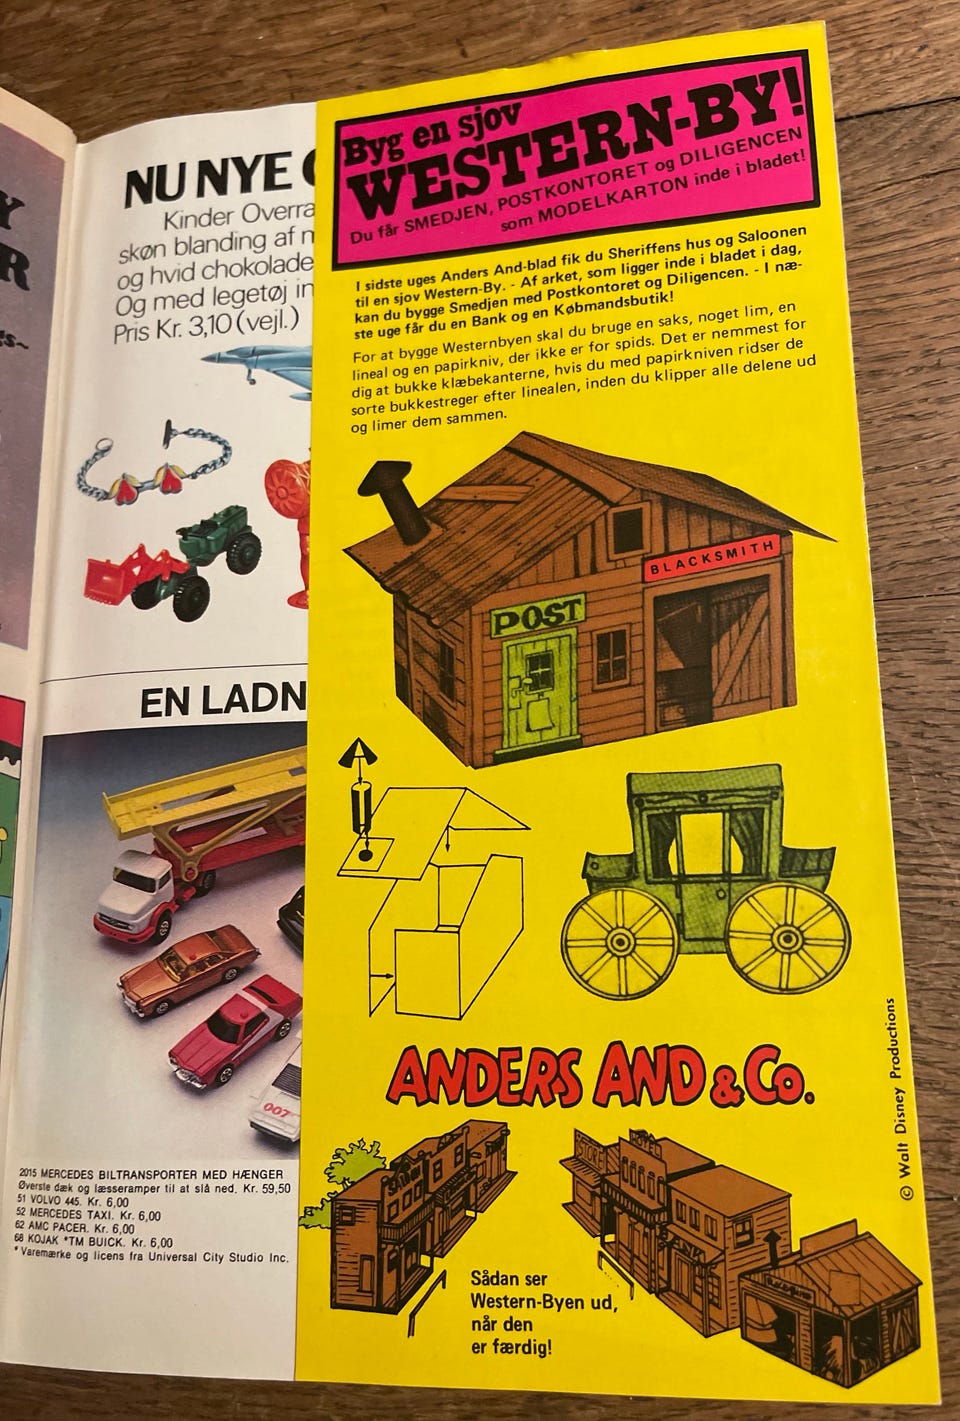 Y
R
NU NYE
Kinder Overra
skøn blanding af
og hvid chokolade
Og med legetøj in
Pris Kr. 3,10 (vejl.)
EN LADN
007
2015 MERCEDES BILTRANSPORTER MED HÆNGER
Øverste dæk og læsseramper til at slå ned. Kr. 59,50
51 VOLVO 445. Kr. 6,00
52 MERCEDES TAXI. Kr. 6,00
62 AMC PACER. Kr. 6,00
68 KOJAK *TM BUICK. Kr. 6,00
* Varemærke og licens fra Universal City Studio Inc.
Byg en sjov
WESTERN-BY!
Du får SMEDJEN, POSTKONTORET og DILIGENCEN
som MODELKARTON inde i bladet!
I sidste uges Anders And-blad fik du Sheriffens hus og Saloonen
til en sjov Western-By. - Af arket, som ligger inde i bladet i dag,
kan du bygge Smedjen med Postkontoret og Diligencen. - I næ-
ste uge får du en Bank og en Købmandsbutik!
For at bygge Westernbyen skal du bruge en saks, noget lim, en
lineal og en papirkniv, der ikke er for spids. Det er nemmest for
dig at bukke klæbekanterne, hvis du med papirkniven ridser de
sorte bukkestreger efter linealen, inden du klipper alle delene ud
og limer dem sammen.
BLACKSMITH
POST
ANDERS AND & Co.
© Walt Disney Productions
STORE
HOTEL
Sådan ser
Western-Byen ud,
når den
er færdig!